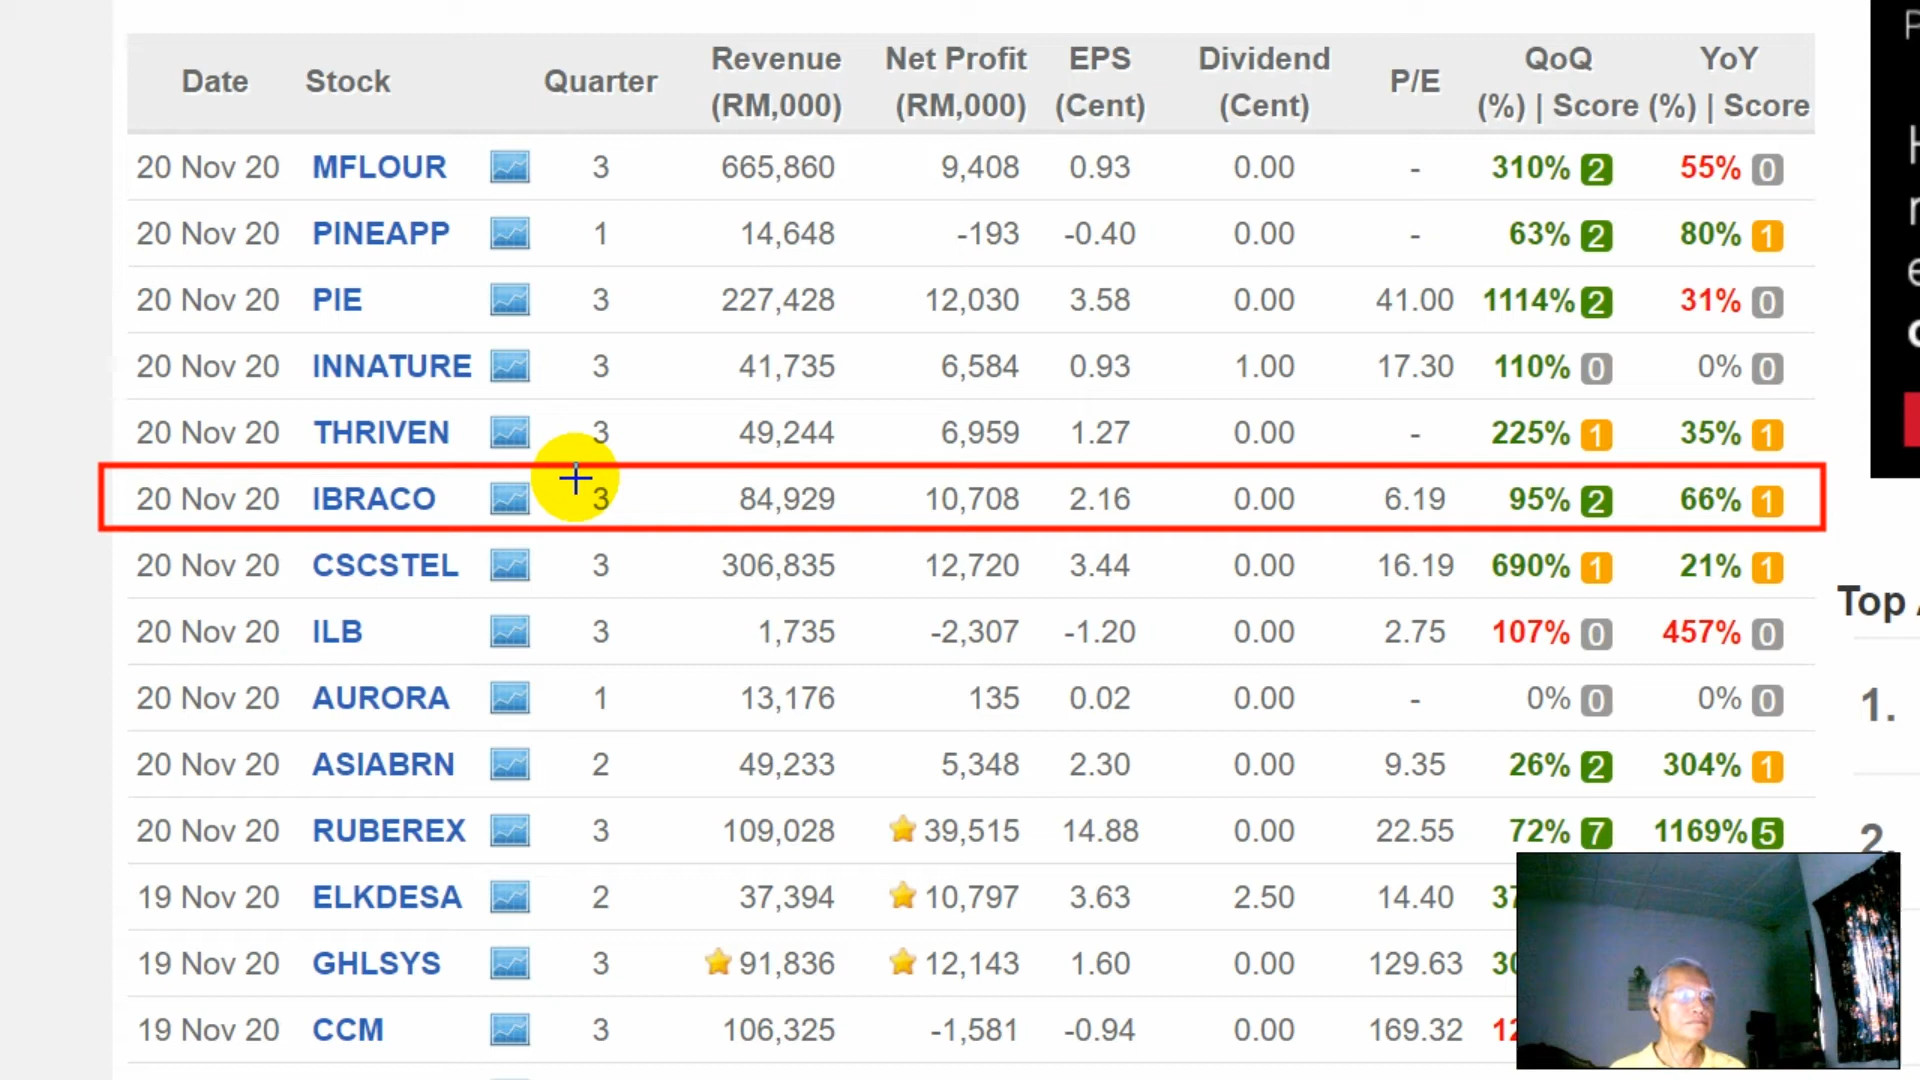 Date Stock Quarter Revenue (RM,000) Net Profit (RM,000) EPS (Cent) Dividend (Cent) P/E QoQ (%) | Score YoY (%) | Score
20 Nov 20 MFLOUR 3 665,860 9,408 0.93 0.00 - 310% 2 55% 0
20 Nov 20 PINEAPP 1 14,648 -193 -0.40 0.00 - 63% 2 80% 1
20 Nov 20 PIE 3 227,428 12,030 3.58 0.00 41.00 1114% 2 31% 0
20 Nov 20 INNATURE 3 41,735 6,584 0.93 1.00 17.30 110% 0 0% 0
20 Nov 20 THRIVEN 3 49,244 6,959 1.27 0.00 - 225% 1 35% 1
20 Nov 20 IBRACO 3 84,929 10,708 2.16 0.00 6.19 95% 2 66% 1
20 Nov 20 CSCSTEL 3 306,835 12,720 3.44 0.00 16.19 690% 1 21% 1
20 Nov 20 ILB 3 1,735 -2,307 -1.20 0.00 2.75 107% 0 457% 0
20 Nov 20 AURORA 1 13,176 135 0.02 0.00 - 0% 0 0% 0
20 Nov 20 ASIABRN 2 49,233 5,348 2.30 0.00 9.35 26% 2 304% 1
20 Nov 20 RUBEREX 3 109,028 39,515 14.88 0.00 22.55 72% 7 1169% 5
19 Nov 20 ELKDESA 2 37,394 10,797 3.63 2.50 14.40
19 Nov 20 GHLSYS 3 91,836 12,143 1.60 0.00 129.63
19 Nov 20 CCM 3 106,325 -1,581 -0.94 0.00 169.32
Top
1.
2.